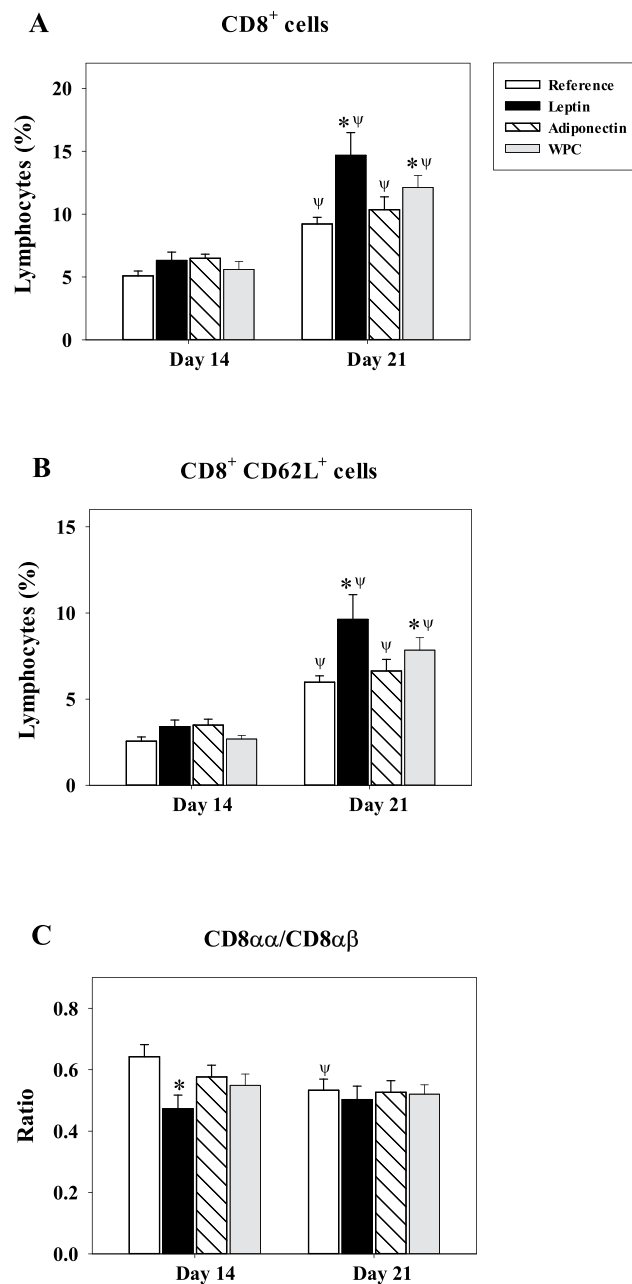 A
CD8⁺ cells
Reference
Leptin
Adiponectin
WPC
Lymphocytes (%)
20
15
10
5
0
ψ
*ψ
ψ
*ψ
Day 14
Day 21
B
CD8⁺ CD62L⁺ cells
Lymphocytes (%)
15
10
5
0
ψ
*ψ
ψ
*ψ
Day 14
Day 21
C
CD8αα/CD8αβ
Ratio
0.8
0.6
0.4
0.2
0.0
*
ψ
Day 14
Day 21